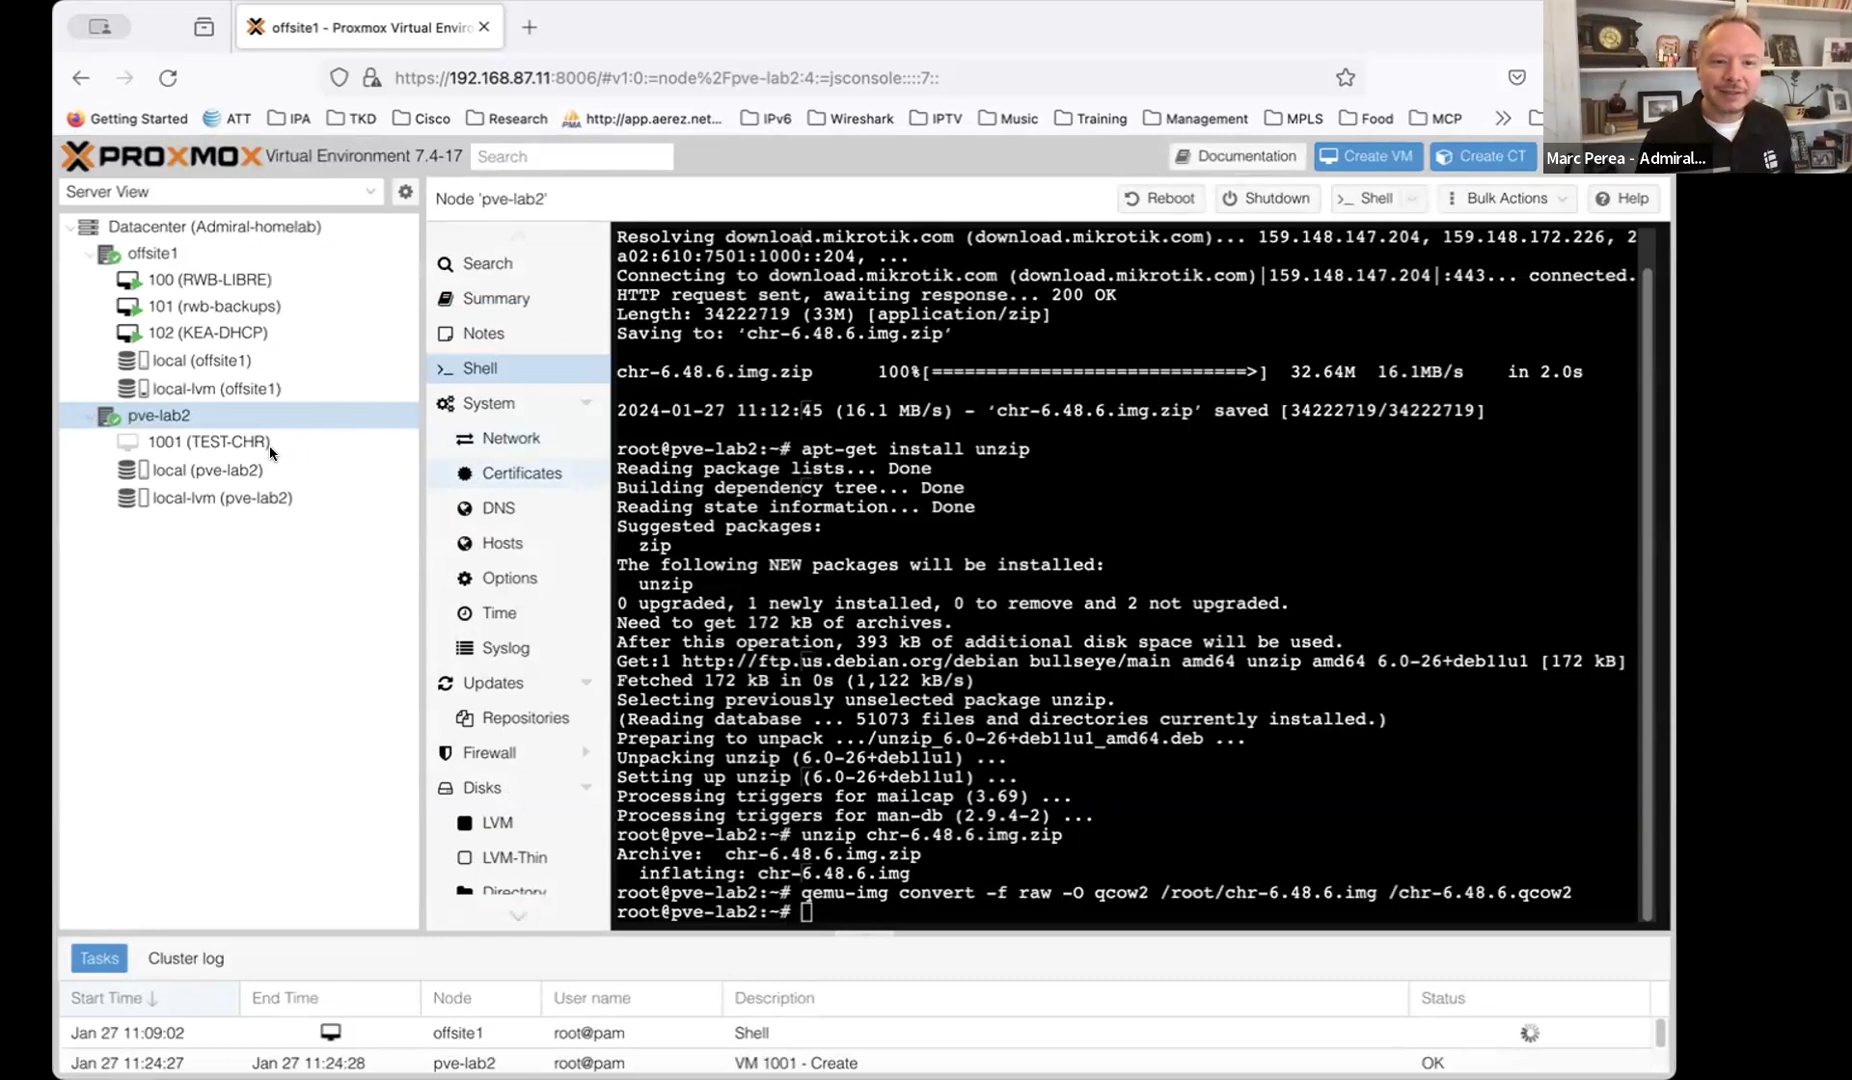 offsite1 - Proxmox Virtual Enviro
https://192.168.87.11:8006/#v1:0:=node%2Fpve-lab2:4:=jsconsole::::7::
Getting Started ATT IPA TKD Cisco Research http://app.aerez.net... IPv6 Wireshark IPTV Music Training Management MPLS Food MCP
PROXMOX Virtual Environment 7.4-17 Search Documentation Create VM Create CT
Marc Perea - Admiral...
Server View
Node 'pve-lab2' Reboot Shutdown Shell Bulk Actions Help
Datacenter (Admiral-homelab)
offsite1
100 (RWB-LIBRE)
101 (rwb-backups)
102 (KEA-DHCP)
local (offsite1)
local-lvm (offsite1)
pve-lab2
1001 (TEST-CHR)
local (pve-lab2)
local-lvm (pve-lab2)
Search
Summary
Notes
Shell
System
Network
Certificates
DNS
Hosts
Options
Time
Syslog
Updates
Repositories
Firewall
Disks
LVM
LVM-Thin
Directory
Resolving download.mikrotik.com (download.mikrotik.com)... 159.148.147.204, 159.148.172.226, 2
a02:610:7501:1000::204, ...
Connecting to download.mikrotik.com (download.mikrotik.com)|159.148.147.204|:443... connected.
HTTP request sent, awaiting response... 200 OK
Length: 34222719 (33M) [application/zip]
Saving to: ‘chr-6.48.6.img.zip’
chr-6.48.6.img.zip 100%[============================>] 32.64M 16.1MB/s in 2.0s
2024-01-27 11:12:45 (16.1 MB/s) - ‘chr-6.48.6.img.zip’ saved [34222719/34222719]
root@pve-lab2:~# apt-get install unzip
Reading package lists... Done
Building dependency tree... Done
Reading state information... Done
Suggested packages:
zip
The following NEW packages will be installed:
unzip
0 upgraded, 1 newly installed, 0 to remove and 2 not upgraded.
Need to get 172 kB of archives.
After this operation, 393 kB of additional disk space will be used.
Get:1 http://ftp.us.debian.org/debian bullseye/main amd64 unzip amd64 6.0-26+deb11u1 [172 kB]
Fetched 172 kB in 0s (1,122 kB/s)
Selecting previously unselected package unzip.
(Reading database ... 51073 files and directories currently installed.)
Preparing to unpack .../unzip_6.0-26+deb11u1_amd64.deb ...
Unpacking unzip (6.0-26+deb11u1) ...
Setting up unzip (6.0-26+deb11u1) ...
Processing triggers for mailcap (3.69) ...
Processing triggers for man-db (2.9.4-2) ...
root@pve-lab2:~# unzip chr-6.48.6.img.zip
Archive: chr-6.48.6.img.zip
inflating: chr-6.48.6.img
root@pve-lab2:~# qemu-img convert -f raw -O qcow2 /root/chr-6.48.6.img /chr-6.48.6.qcow2
root@pve-lab2:~#
Tasks Cluster log
Start Time End Time Node User name Description Status
Jan 27 11:09:02 offsite1 root@pam Shell
Jan 27 11:24:27 Jan 27 11:24:28 pve-lab2 root@pam VM 1001 - Create OK